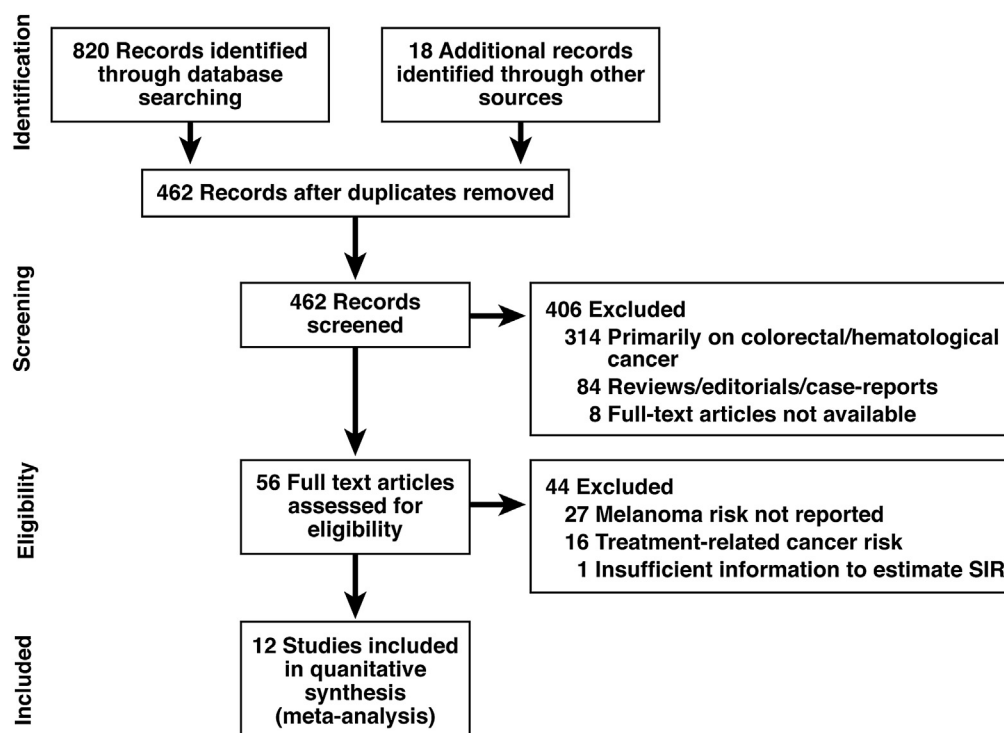 Identification
820 Records identified
through database
searching
18 Additional records
identified through other
sources
462 Records after duplicates removed
Screening
462 Records
screened
406 Excluded
314 Primarily on colorectal/hematological
cancer
84 Reviews/editorials/case-reports
8 Full-text articles not available
Eligibility
56 Full text articles
assessed for
eligibility
44 Excluded
27 Melanoma risk not reported
16 Treatment-related cancer risk
1 Insufficient information to estimate SIR
Included
12 Studies included
in quantitative
synthesis
(meta-analysis)